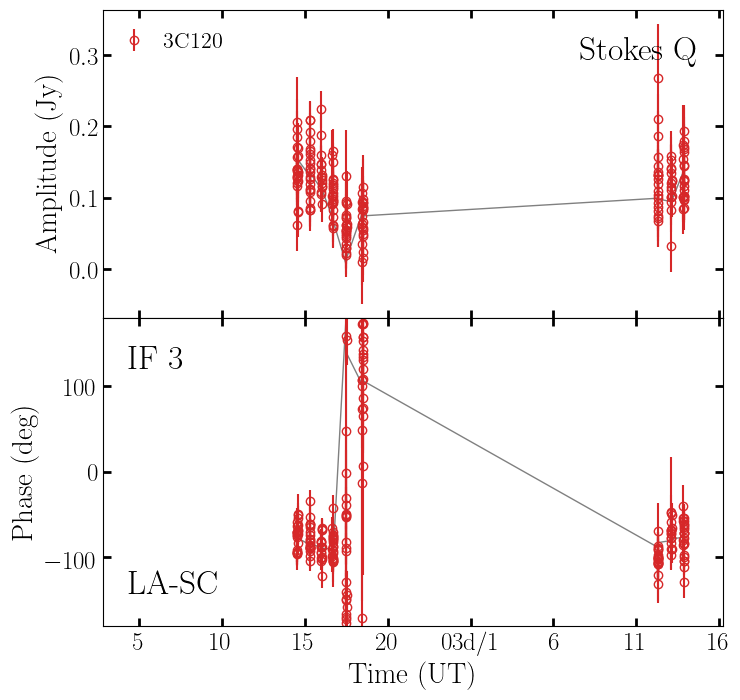 3C120
Stokes Q
0.3
0.2
0.1
0.0
Amplitude (Jy)
IF 3
100
0
−100
Phase (deg)
LA-SC
5 10 15 20 03d/1 6 11 16
Time (UT)